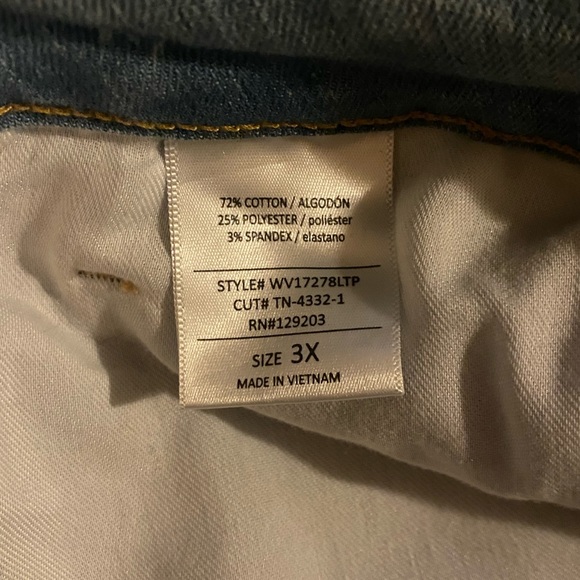 72% COTTON / ALGODÓN
25% POLYESTER / poliéster
3% SPANDEX / elastano
STYLE# WV17278LTP
CUT# TN-4332-1
RN#129203
SIZE 3X
MADE IN VIETNAM